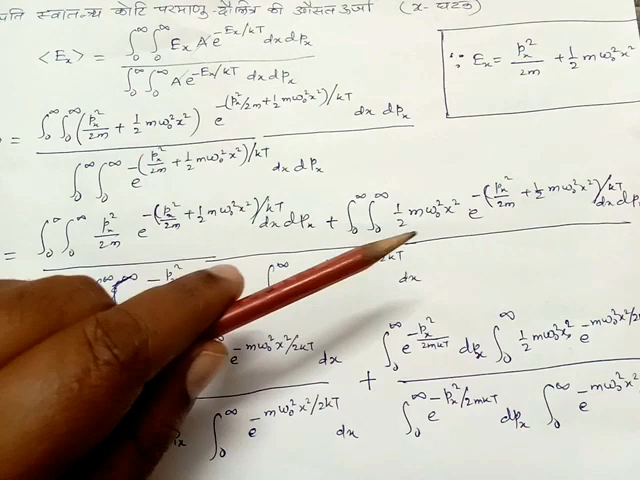 स्वातन्त्र्य कोटि परमाणु-दौलित्र की औसत ऊर्जा (x-घटक)
<Eₓ> = ∫₀^∞ ∫₀^∞ Eₓ A e^(-Eₓ/kT) dx dpₓ / ∫₀^∞ ∫₀^∞ A e^(-Eₓ/kT) dx dpₓ
∵ Eₓ = pₓ²/2m + ½ mω₀²x²
= ∫₀^∞ ∫₀^∞ (pₓ²/2m + ½ mω₀²x²) e^(-(pₓ²/2m + ½ mω₀²x²)/kT) dx dpₓ / ∫₀^∞ ∫₀^∞ e^(-(pₓ²/2m + ½ mω₀²x²)/kT) dx dpₓ
= ∫₀^∞ ∫₀^∞ pₓ²/2m e^(-(pₓ²/2m + ½ mω₀²x²)/kT) dx dpₓ + ∫₀^∞ ∫₀^∞ ½ mω₀²x² e^(-(pₓ²/2m + ½ mω₀²x²)/kT) dx dpₓ
∫₀^∞ dx
e^(-mω₀²x²/2kT) dx + ∫₀^∞ e^(-pₓ²/2mkT) dpₓ ∫₀^∞ ½ mω₀²x² e^(-mω₀²x²/2kT)
∫₀^∞ e^(-mω₀²x²/2kT) dx ∫₀^∞ e^(-pₓ²/2mkT) dpₓ ∫₀^∞ e^(-mω₀²x²